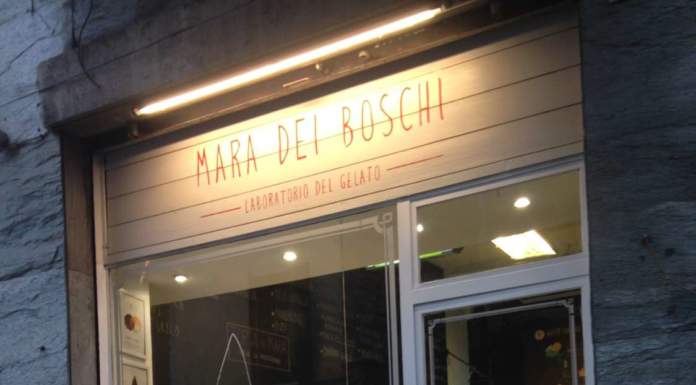 MARA DEI BOSCHI
LABORATORIO DEL GELATO